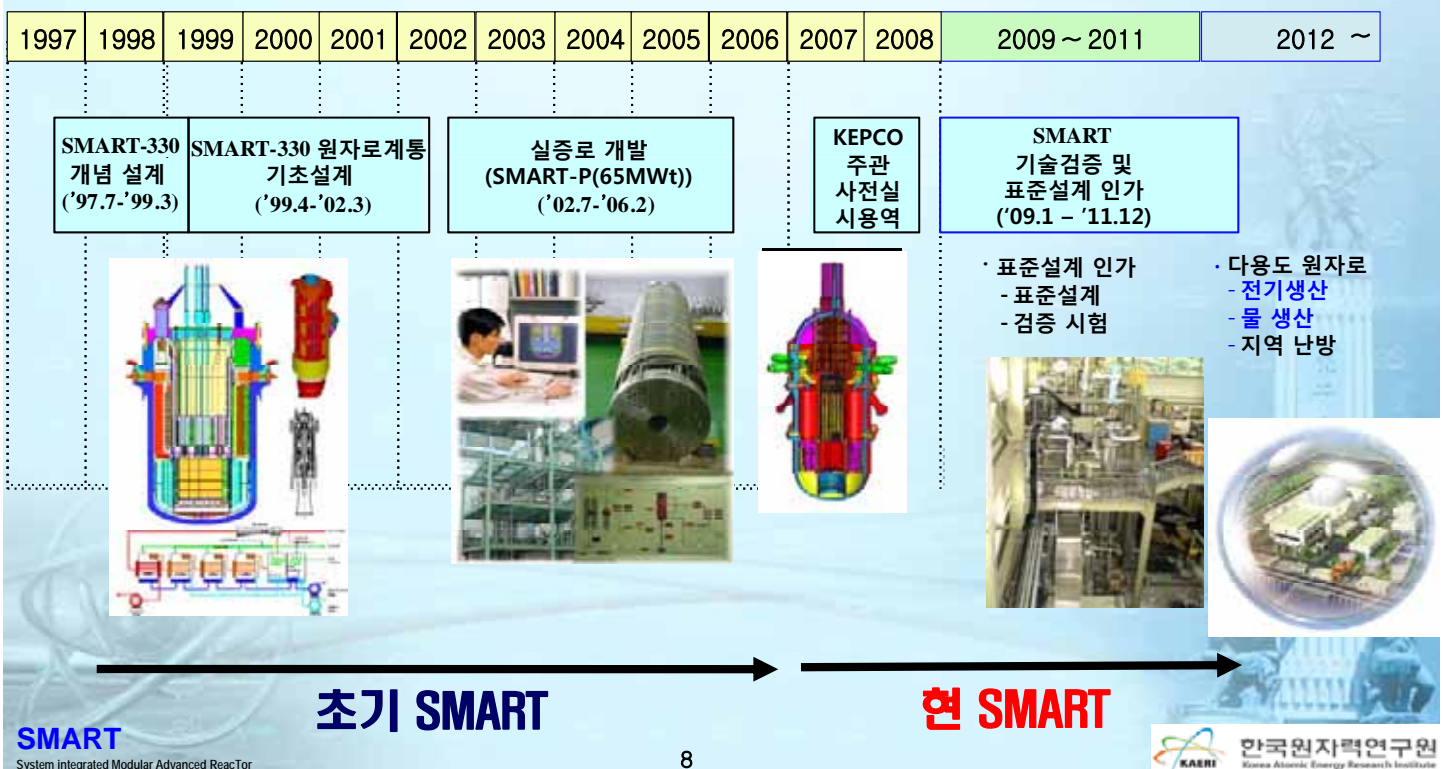 1997 1998 1999 2000 2001 2002 2003 2004 2005 2006 2007 2008 2009 ~ 2011 2012 ~
SMART-330
개념 설계
(’97.7-’99.3)
SMART-330 원자로계통
기초설계
(’99.4-’02.3)
실증로 개발
(SMART-P(65MWt))
(’02.7-’06.2)
KEPCO
주관
사전실
시용역
SMART
기술검증 및
표준설계 인가
(‘09.1 – ’11.12)
· 표준설계 인가
- 표준설계
- 검증 시험
· 다용도 원자로
- 전기생산
- 물 생산
- 지역 난방
초기 SMART
현 SMART
SMART
System integrated Modular Advanced ReacTor
8
KAERI
한국원자력연구원
Korea Atomic Energy Research Institute